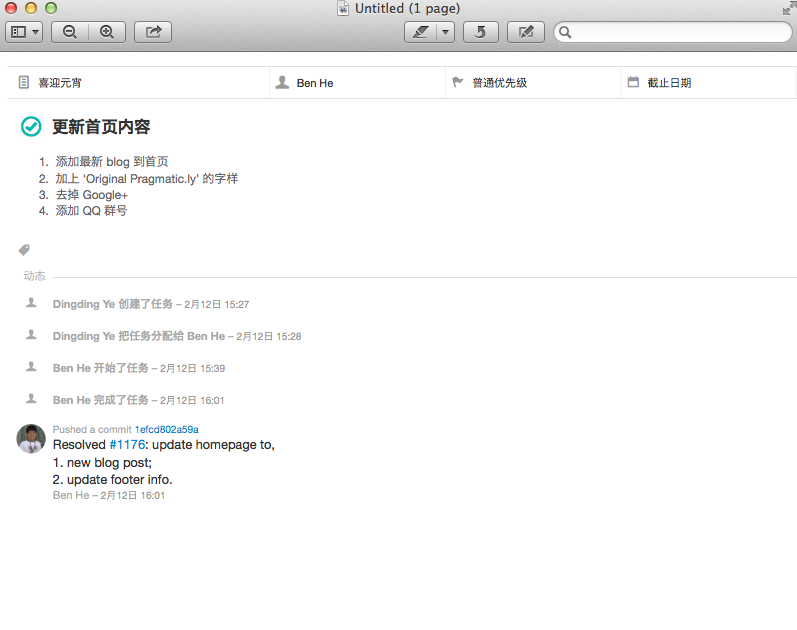 Untitled (1 page)
喜迎元宵
Ben He
普通优先级
截止日期
更新首页内容
1. 添加最新 blog 到首页
2. 加上 'Original Pragmatic.ly' 的字样
3. 去掉 Google+
4. 添加 QQ 群号
动态
Dingding Ye 创建了任务 – 2月12日 15:27
Dingding Ye 把任务分配给 Ben He – 2月12日 15:28
Ben He 开始了任务 – 2月12日 15:39
Ben He 完成了任务 – 2月12日 16:01
Pushed a commit 1efcd802a59a
Resolved #1176: update homepage to,
1. new blog post;
2. update footer info.
Ben He – 2月12日 16:01